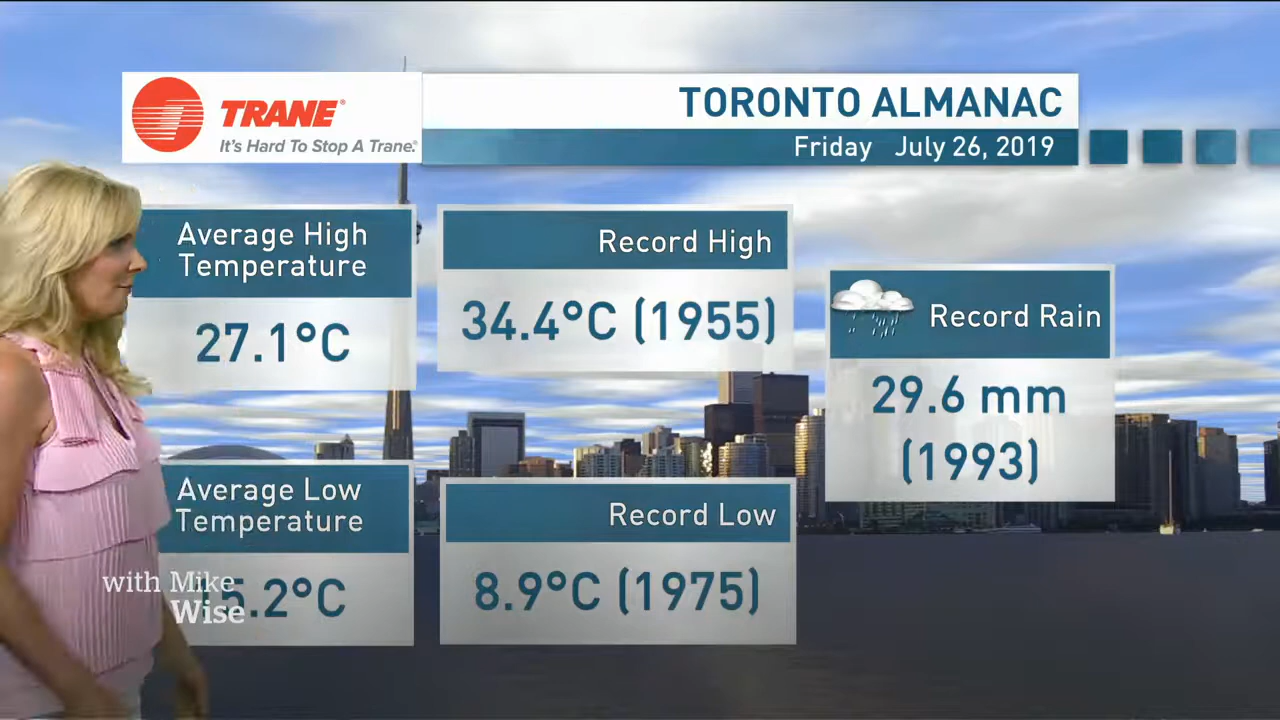 TRANE®
It's Hard To Stop A Trane.®
TORONTO ALMANAC
Friday July 26, 2019
Average High
Temperature
27.1°C
Record High
34.4°C (1955)
Record Rain
29.6 mm
(1993)
Average Low
Temperature
5.2°C
Record Low
8.9°C (1975)
with Mike
Wise